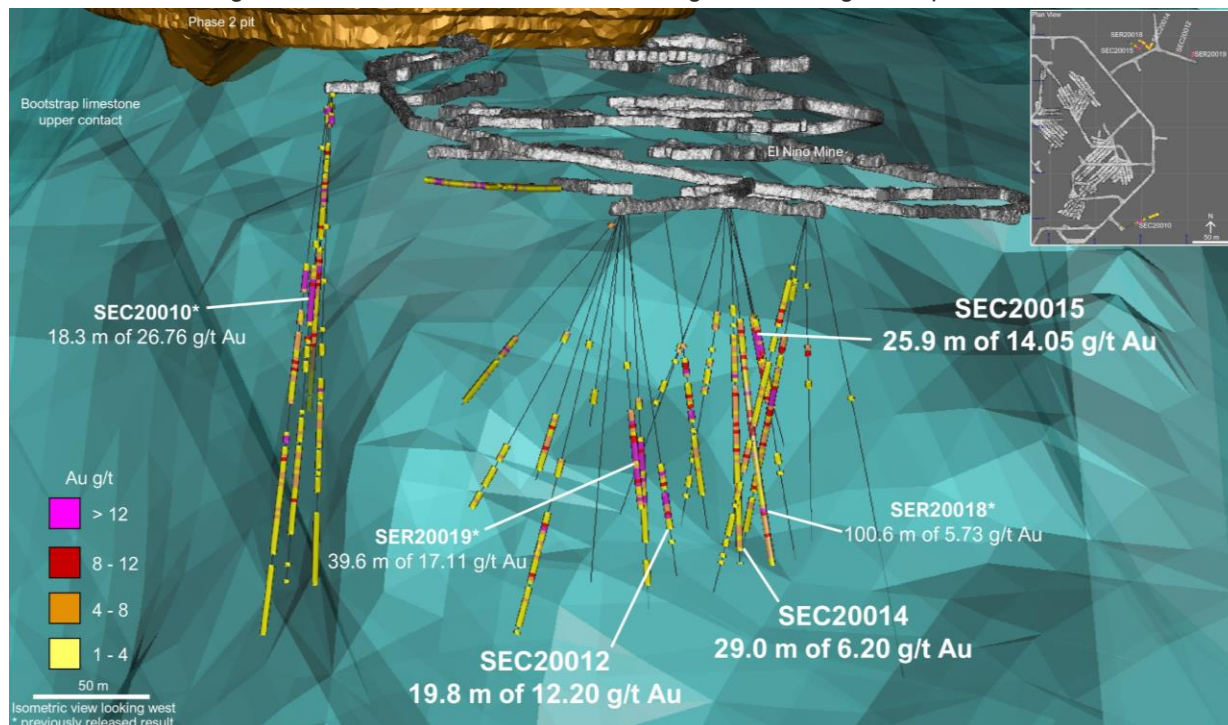 Phase 2 pit
Bootstrap limestone
upper contact
El Nino Mine
SEC20010*
18.3 m of 26.76 g/t Au
SEC20015
25.9 m of 14.05 g/t Au
SER20019*
39.6 m of 17.11 g/t Au
SER20018*
100.6 m of 5.73 g/t Au
SEC20014
29.0 m of 6.20 g/t Au
SEC20012
19.8 m of 12.20 g/t Au
Au g/t
> 12
8 - 12
4 - 8
1 - 4
50 m
Isometric view looking west
* previously released result
Plan View
SER20018
SEC20015
SEC20014
SEC20012
SER20019
SEC20010
N
50 m